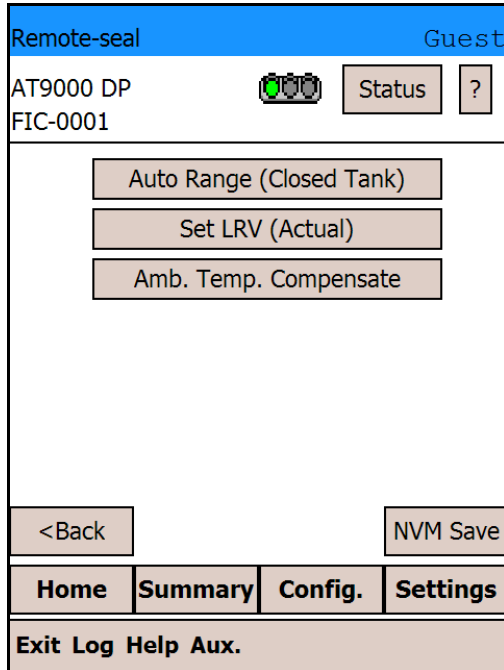 Remote-seal Guest
AT9000 DP Status ?
FIC-0001
Auto Range (Closed Tank)
Set LRV (Actual)
Amb. Temp. Compensate
<Back NVM Save
Home Summary Config. Settings
Exit Log Help Aux.